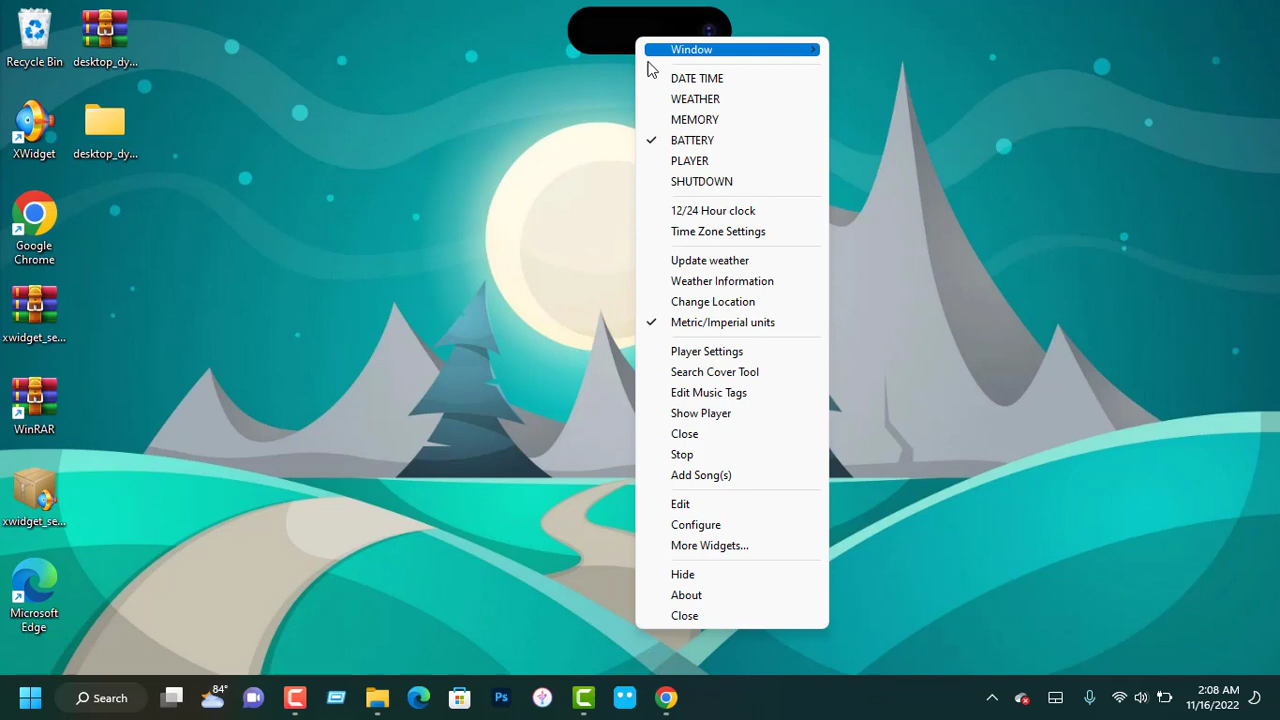 Recycle Bin
desktop_dy...
XWidget
desktop_dy...
Google
Chrome
xwidget_se...
WinRAR
xwidget_se...
Microsoft
Edge
Window
DATE TIME
WEATHER
MEMORY
BATTERY
PLAYER
SHUTDOWN
12/24 Hour clock
Time Zone Settings
Update weather
Weather Information
Change Location
Metric/Imperial units
Player Settings
Search Cover Tool
Edit Music Tags
Show Player
Close
Stop
Add Song(s)
Edit
Configure
More Widgets...
Hide
About
Close
Search
84°
Ps
2:08 AM
11/16/2022